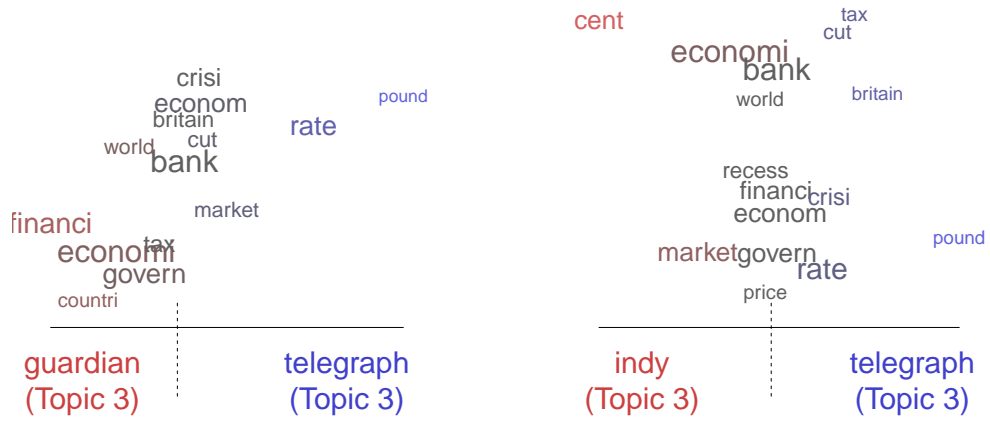 crisi
pound
econom
britain
rate
cut
world
bank
market
financi
tax
economi
govern
countri
guardian
(Topic 3)
telegraph
(Topic 3)
tax
cent
cut
economi
bank
britain
world
recess
financi
crisi
econom
pound
market
govern
rate
price
indy
(Topic 3)
telegraph
(Topic 3)